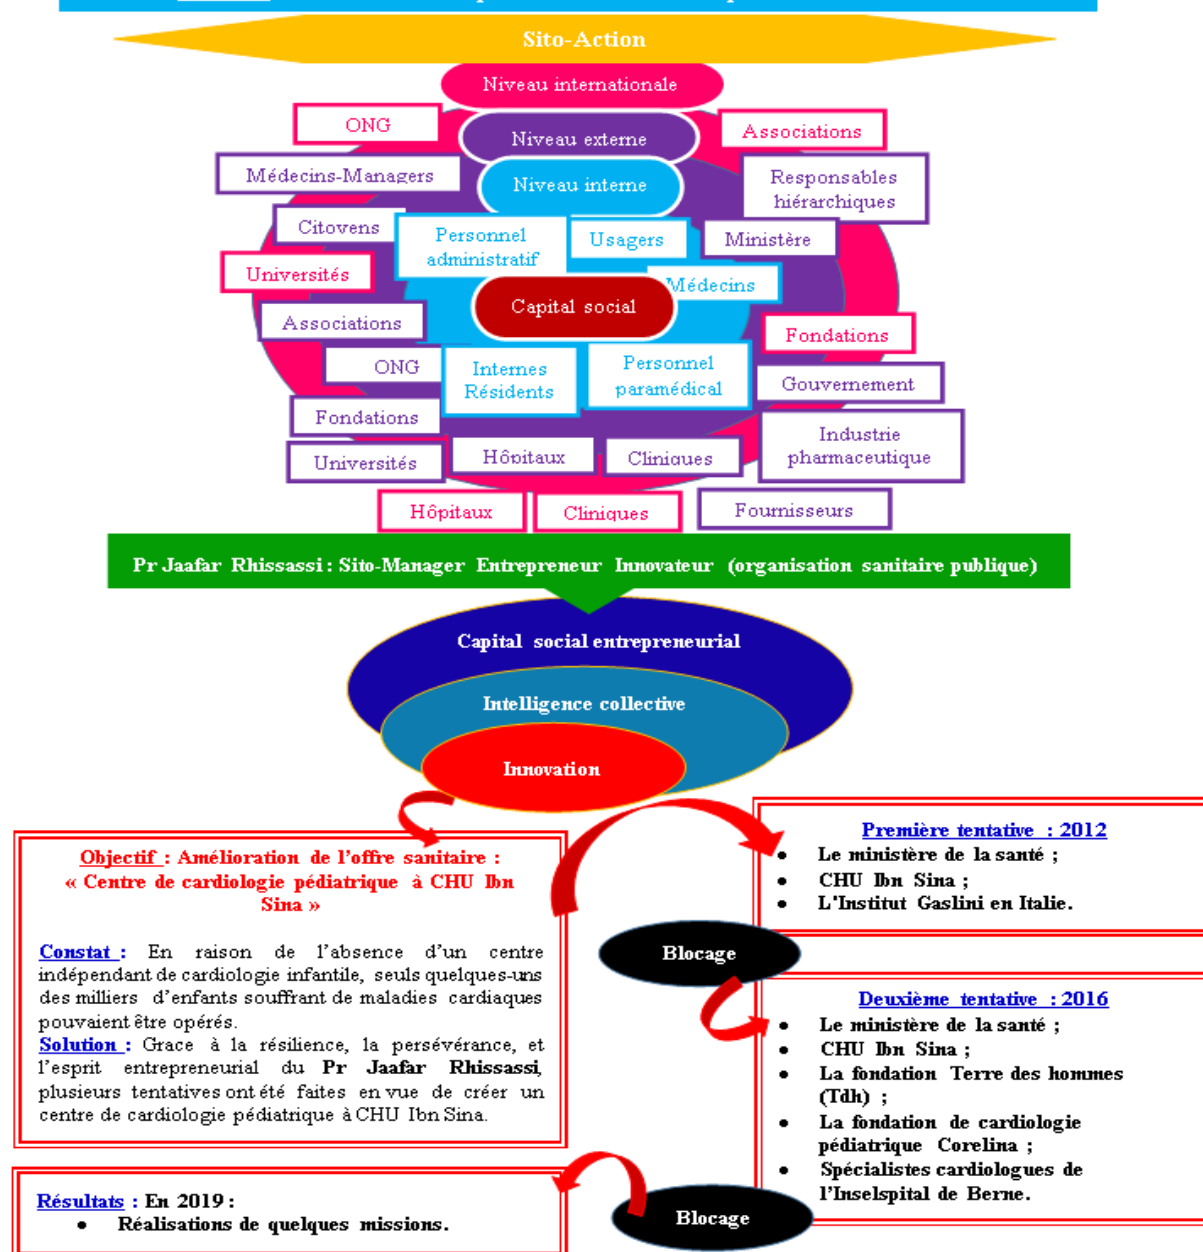 Sito-Action
Niveau internationale
ONG
Niveau externe
Associations
Médecins-Managers
Niveau interne
Responsables
hiérarchiques
Citoyens
Personnel
administratif
Usagers
Ministère
Universités
Médecins
Capital social
Associations
Fondations
ONG
Internes
Résidents
Personnel
paramédical
Gouvernement
Fondations
Industrie
pharmaceutique
Universités
Hôpitaux
Cliniques
Hôpitaux
Cliniques
Fournisseurs
Pr Jaafar Rhissassi : Sito-Manager Entrepreneur Innovateur (organisation sanitaire publique)
Capital social entrepreneurial
Intelligence collective
Innovation
Objectif : Amélioration de l'offre sanitaire :
« Centre de cardiologie pédiatrique à CHU Ibn
Sina »
Constat : En raison de l'absence d'un centre
indépendant de cardiologie infantile, seuls quelques-uns
des milliers d'enfants souffrant de maladies cardiaques
pouvaient être opérés.
Solution : Grace à la résilience, la persévérance, et
l'esprit entrepreneurial du Pr Jaafar Rhissassi,
plusieurs tentatives ont été faites en vue de créer un
centre de cardiologie pédiatrique à CHU Ibn Sina.
Première tentative : 2012
• Le ministère de la santé ;
• CHU Ibn Sina ;
• L'Institut Gaslini en Italie.
Blocage
Deuxième tentative : 2016
• Le ministère de la santé ;
• CHU Ibn Sina ;
• La fondation Terre des hommes
(Tdh) ;
• La fondation de cardiologie
pédiatrique Corelina ;
• Spécialistes cardiologues de
l'Inselspital de Berne.
Blocage
Résultats : En 2019 :
• Réalisations de quelques missions.